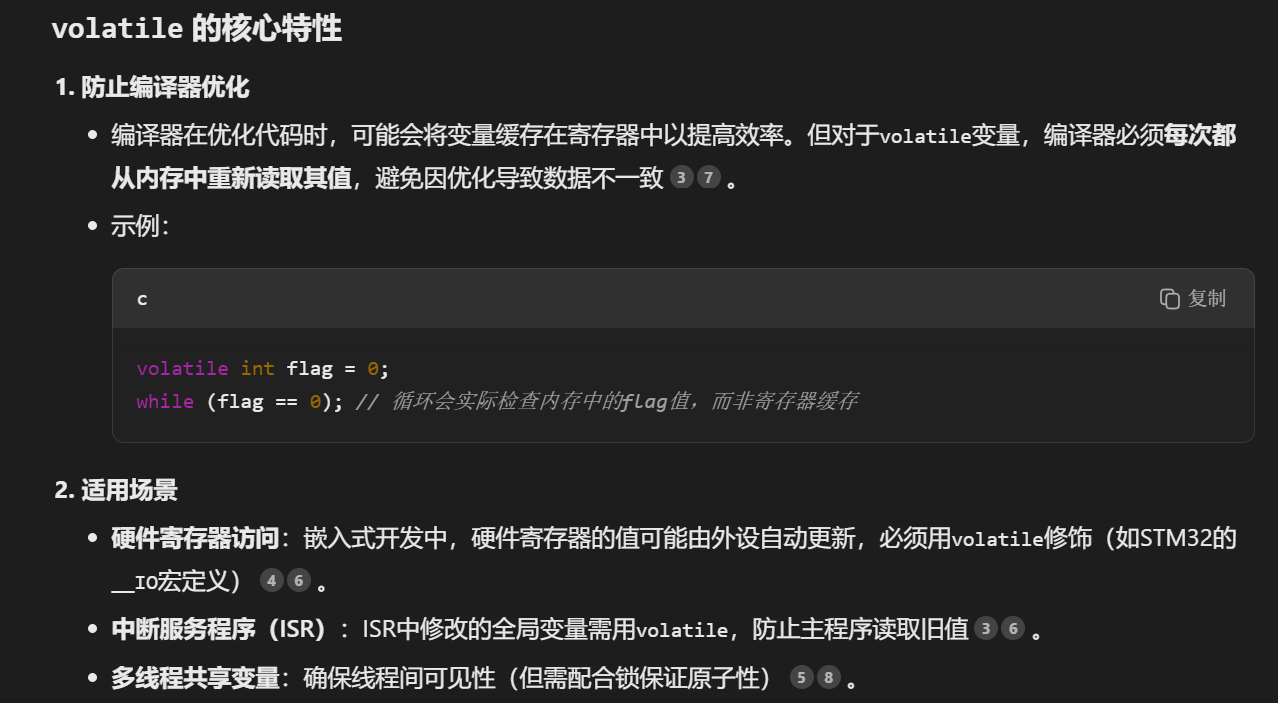 volatile 的核心特性
1. 防止编译器优化
编译器在优化代码时，可能会将变量缓存在寄存器中以提高效率。但对于volatile变量，编译器必须每次都
从内存中重新读取其值，避免因优化导致数据不一致 3 7 。
示例：
c 复制
volatile int flag = 0;
while (flag == 0); // 循环会实际检查内存中的flag值，而非寄存器缓存
2. 适用场景
硬件寄存器访问：嵌入式开发中，硬件寄存器的值可能由外设自动更新，必须用volatile修饰（如STM32的
__IO宏定义） 4 6 。
中断服务程序（ISR）：ISR中修改的全局变量需用volatile，防止主程序读取旧值 3 6 。
多线程共享变量：确保线程间可见性（但需配合锁保证原子性） 5 8 。